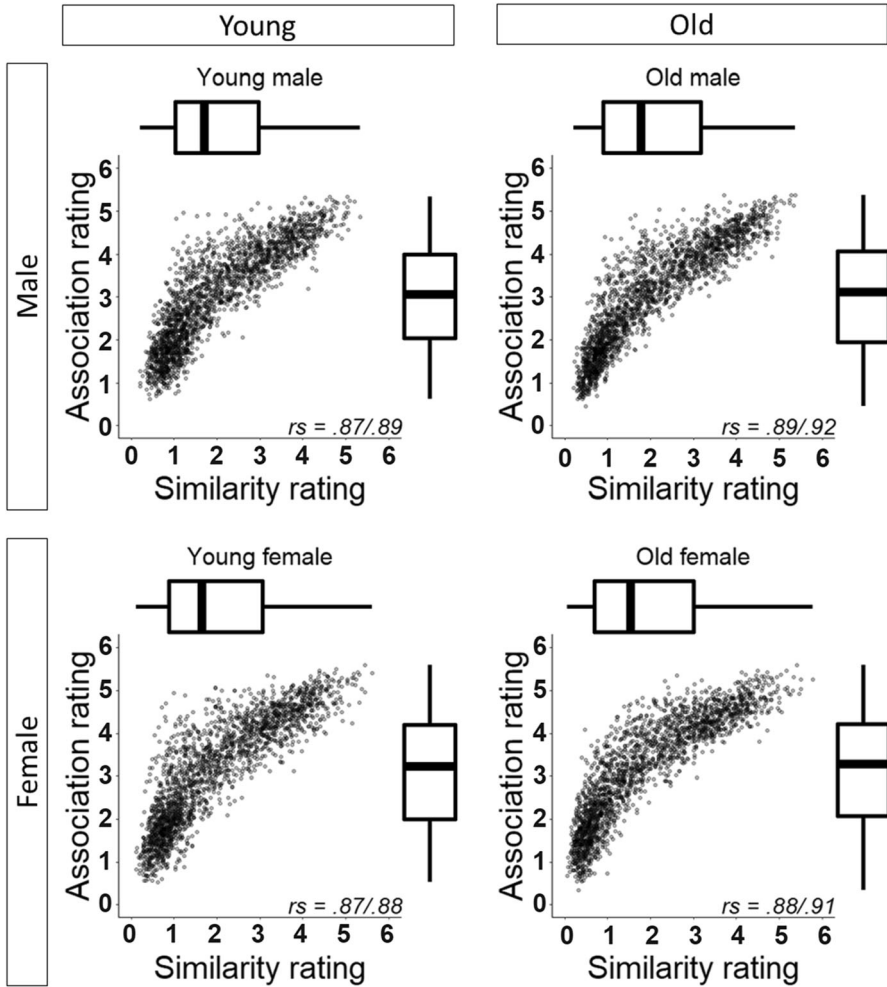 Young
Old
Male
Young male
6
5
4
3
2
1
0
Association rating
rs = .87/.89
0 1 2 3 4 5 6
Similarity rating
Old male
6
5
4
3
2
1
0
Association rating
rs = .89/.92
0 1 2 3 4 5 6
Similarity rating
Female
Young female
6
5
4
3
2
1
0
Association rating
rs = .87/.88
0 1 2 3 4 5 6
Similarity rating
Old female
6
5
4
3
2
1
0
Association rating
rs = .88/.91
0 1 2 3 4 5 6
Similarity rating